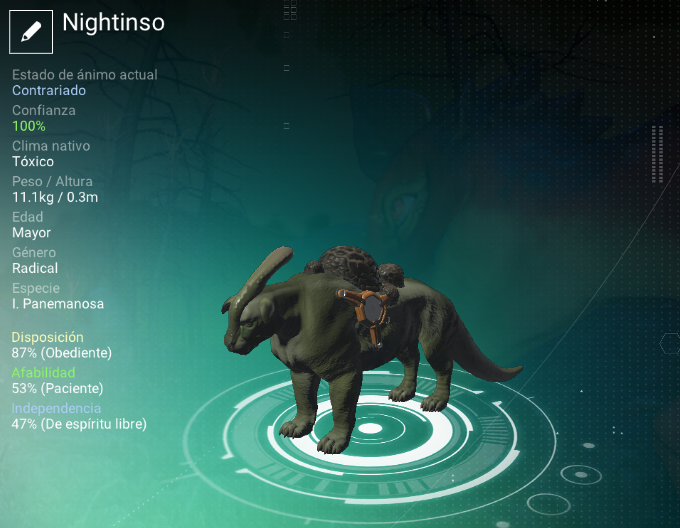 Nightinso
Estado de ánimo actual
Contrariado
Confianza
100%
Clima nativo
Tóxico
Peso / Altura
11.1kg / 0.3m
Edad
Mayor
Género
Radical
Especie
I. Panemanosa
Disposición
87% (Obediente)
Afabilidad
53% (Paciente)
Independencia
47% (De espíritu libre)